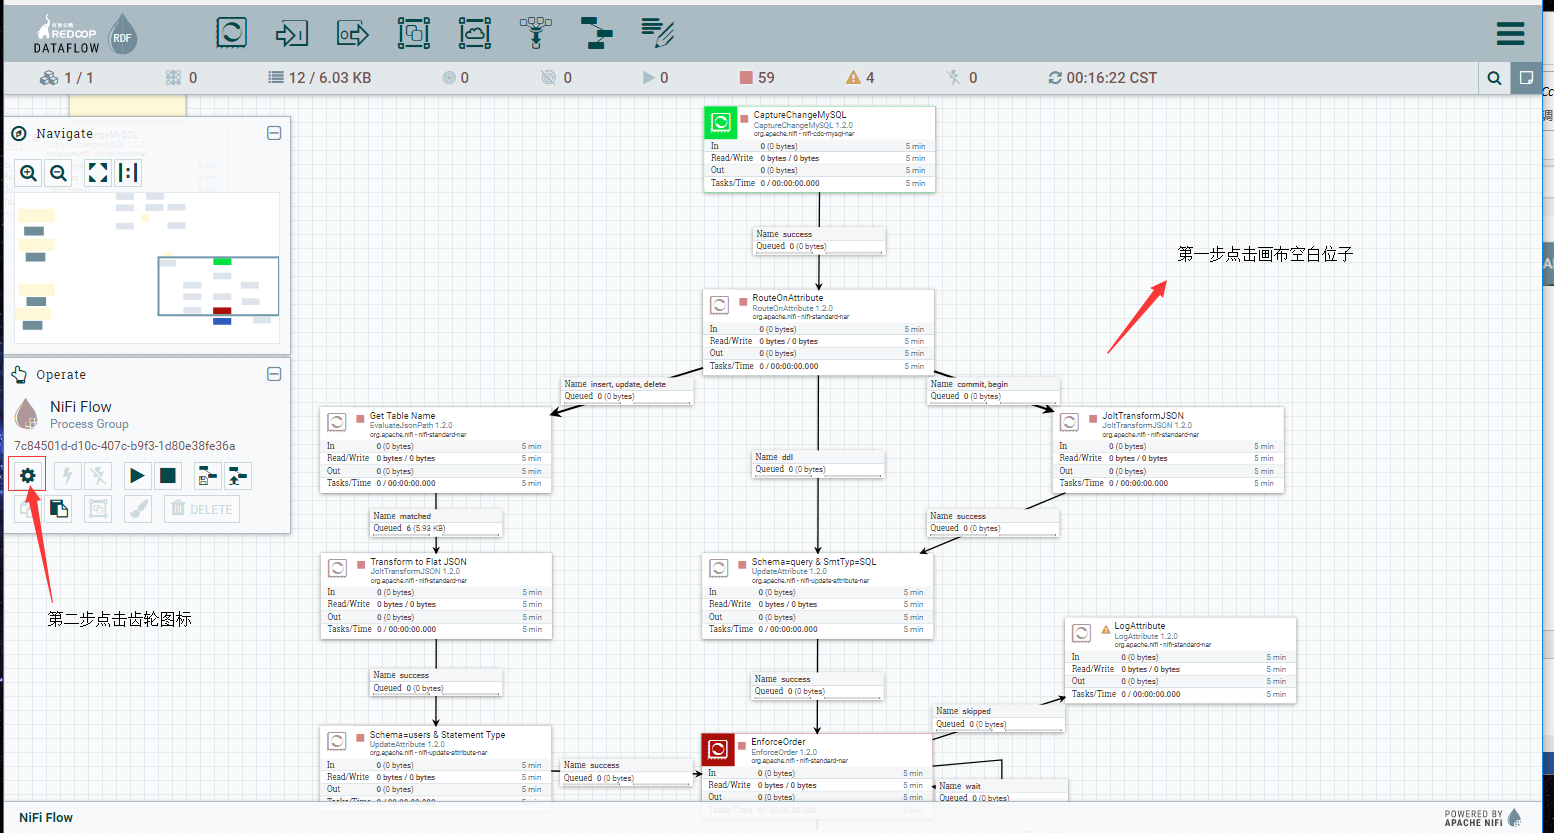 红象云腾
REDOOP
DATAFLOW
RDF
1 / 1
0
12 / 6.03 KB
0
0
0
59
4
0
00:16:22 CST
Navigate
Operate
NiFi Flow
Process Group
7c84501d-d10c-407c-b9f3-1d80e38fe36a
DELETE
第二步点击齿轮图标
第一步点击画布空白位子
CaptureChangeMySQL
CaptureChangeMySQL 1.2.0
org.apache.nifi - nifi-cdc-mysql-nar
In 0 (0 bytes) 5 min
Read/Write 0 bytes / 0 bytes 5 min
Out 0 (0 bytes) 5 min
Tasks/Time 0 / 00:00:00.000 5 min
Name success
Queued 0 (0 bytes)
RouteOnAttribute
RouteOnAttribute 1.2.0
org.apache.nifi - nifi-standard-nar
In 0 (0 bytes) 5 min
Read/Write 0 bytes / 0 bytes 5 min
Out 0 (0 bytes) 5 min
Tasks/Time 0 / 00:00:00.000 5 min
Name insert, update, delete
Queued 0 (0 bytes)
Name commit, begin
Queued 0 (0 bytes)
Get Table Name
EvaluateJsonPath 1.2.0
org.apache.nifi - nifi-standard-nar
In 0 (0 bytes) 5 min
Read/Write 0 bytes / 0 bytes 5 min
Out 0 (0 bytes) 5 min
Tasks/Time 0 / 00:00:00.000 5 min
Name ddl
Queued 0 (0 bytes)
JoltTransformJSON
JoltTransformJSON 1.2.0
org.apache.nifi - nifi-standard-nar
In 0 (0 bytes) 5 min
Read/Write 0 bytes / 0 bytes 5 min
Out 0 (0 bytes) 5 min
Tasks/Time 0 / 00:00:00.000 5 min
Name matched
Queued 6 (5.93 KB)
Name success
Queued 0 (0 bytes)
Transform to Flat JSON
JoltTransformJSON 1.2.0
org.apache.nifi - nifi-standard-nar
In 0 (0 bytes) 5 min
Read/Write 0 bytes / 0 bytes 5 min
Out 0 (0 bytes) 5 min
Tasks/Time 0 / 00:00:00.000 5 min
Schema=query & SmtTyp=SQL
UpdateAttribute 1.2.0
org.apache.nifi - nifi-update-attribute-nar
In 0 (0 bytes) 5 min
Read/Write 0 bytes / 0 bytes 5 min
Out 0 (0 bytes) 5 min
Tasks/Time 0 / 00:00:00.000 5 min
LogAttribute
LogAttribute 1.2.0
org.apache.nifi - nifi-standard-nar
In 0 (0 bytes) 5 min
Read/Write 0 bytes / 0 bytes 5 min
Out 0 (0 bytes) 5 min
Tasks/Time 0 / 00:00:00.000 5 min
Name success
Queued 0 (0 bytes)
Name success
Queued 0 (0 bytes)
Name skipped
Queued 0 (0 bytes)
Schema=users & Statement Type
UpdateAttribute 1.2.0
org.apache.nifi - nifi-update-attribute-nar
In 0 (0 bytes) 5 min
Read/Write 0 bytes / 0 bytes 5 min
Out 0 (0 bytes) 5 min
Name success
Queued 0 (0 bytes)
EnforceOrder
EnforceOrder 1.2.0
org.apache.nifi - nifi-standard-nar
In 0 (0 bytes) 5 min
Read/Write 0 bytes / 0 bytes 5 min
Out 0 (0 bytes) 5 min
Tasks/Time 0 / 00:00:00.000 5 min
Name wait
Queued 0 (0 bytes)
NiFi Flow
POWERED BY
APACHE NIFI